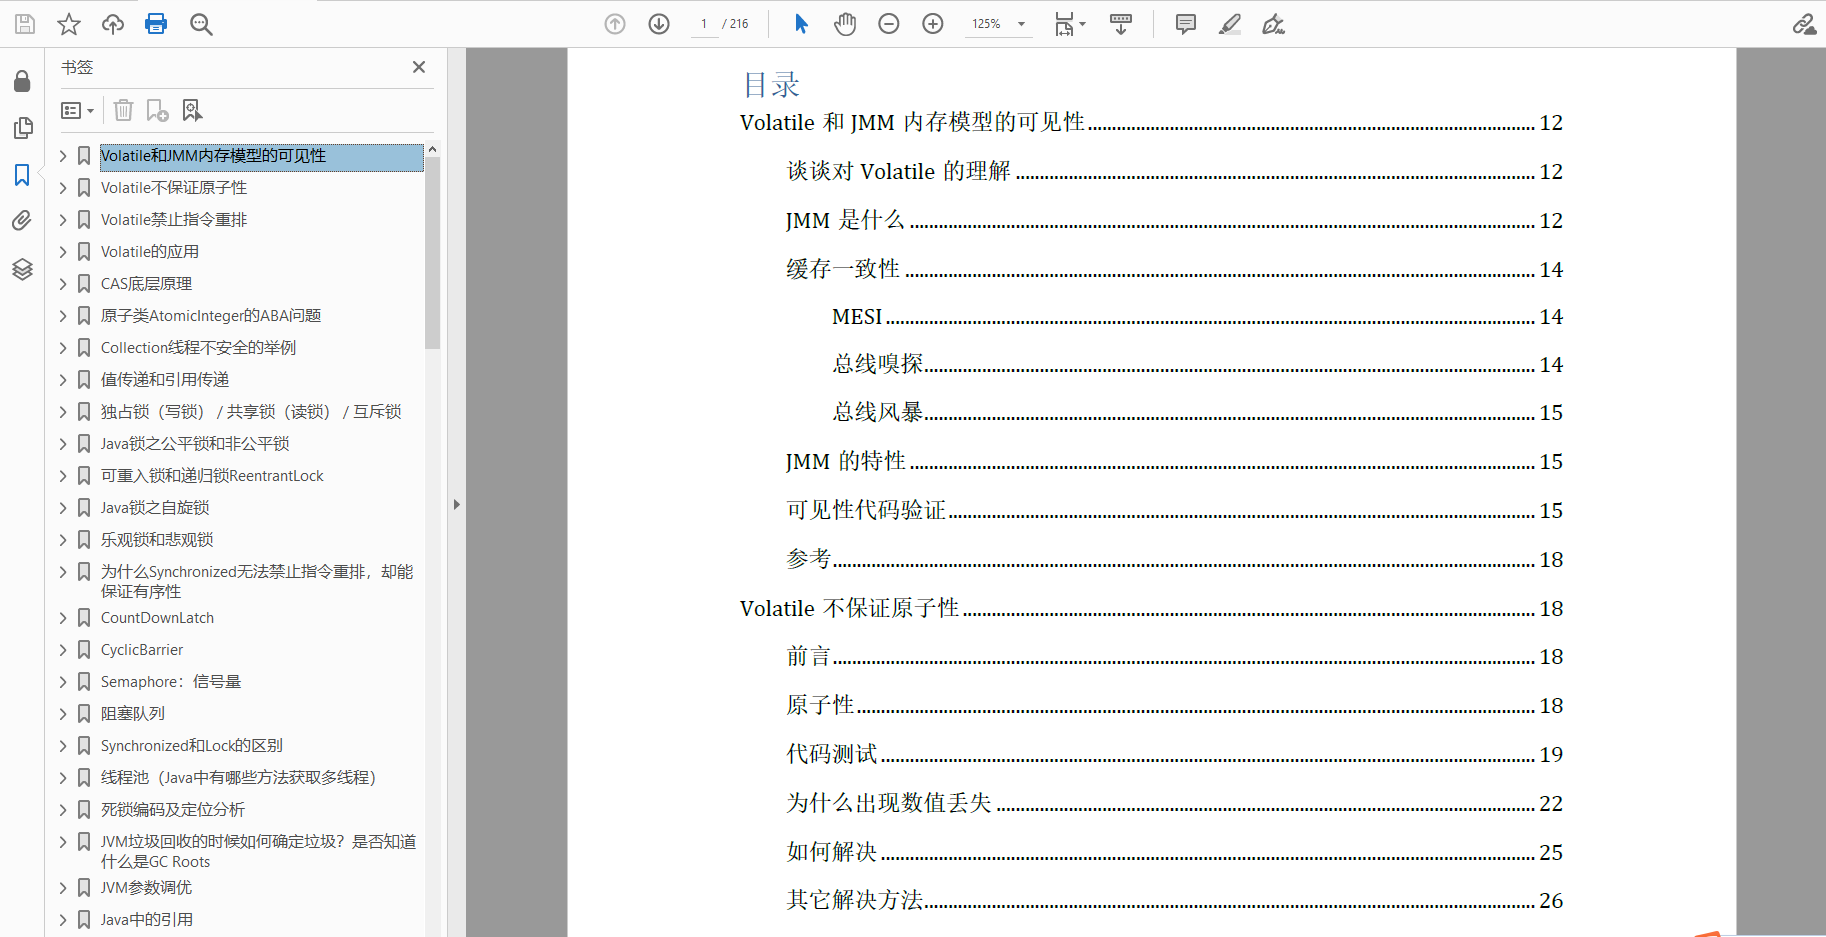 1 / 216
125%
书签
Volatile和JMM内存模型的可见性
Volatile不保证原子性
Volatile禁止指令重排
Volatile的应用
CAS底层原理
原子类AtomicInteger的ABA问题
Collection线程不安全的举例
值传递和引用传递
独占锁（写锁） / 共享锁（读锁） / 互斥锁
Java锁之公平锁和非公平锁
可重入锁和递归锁ReentrantLock
Java锁之自旋锁
乐观锁和悲观锁
为什么Synchronized无法禁止指令重排，却能
保证有序性
CountDownLatch
CyclicBarrier
Semaphore：信号量
阻塞队列
Synchronized和Lock的区别
线程池（Java中有哪些方法获取多线程）
死锁编码及定位分析
JVM垃圾回收的时候如何确定垃圾？是否知道
什么是GC Roots
JVM参数调优
Java中的引用
目录
Volatile 和 JMM 内存模型的可见性 12
谈谈对 Volatile 的理解 12
JMM 是什么 12
缓存一致性 14
MESI 14
总线嗅探 14
总线风暴 15
JMM 的特性 15
可见性代码验证 15
参考 18
Volatile 不保证原子性 18
前言 18
原子性 18
代码测试 19
为什么出现数值丢失 22
如何解决 25
其它解决方法 26